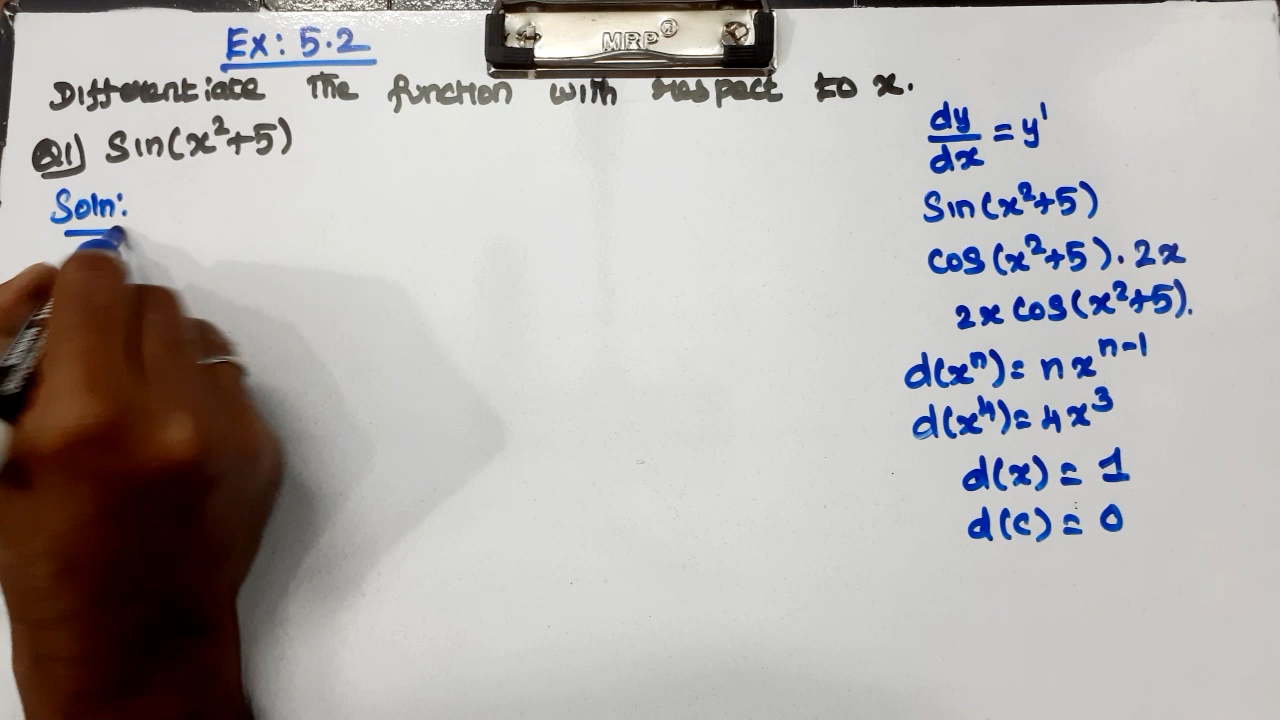 MRP®
Ex: 5.2
Differentiate The function with respect to x.
Q1) Sin(x²+5)
Soln:
dy/dx = y'
Sin(x²+5)
cos(x²+5). 2x
2x cos(x²+5).
d(xⁿ) = nxⁿ⁻¹
d(x⁴) = 4x³
d(x) = 1
d(c) = 0